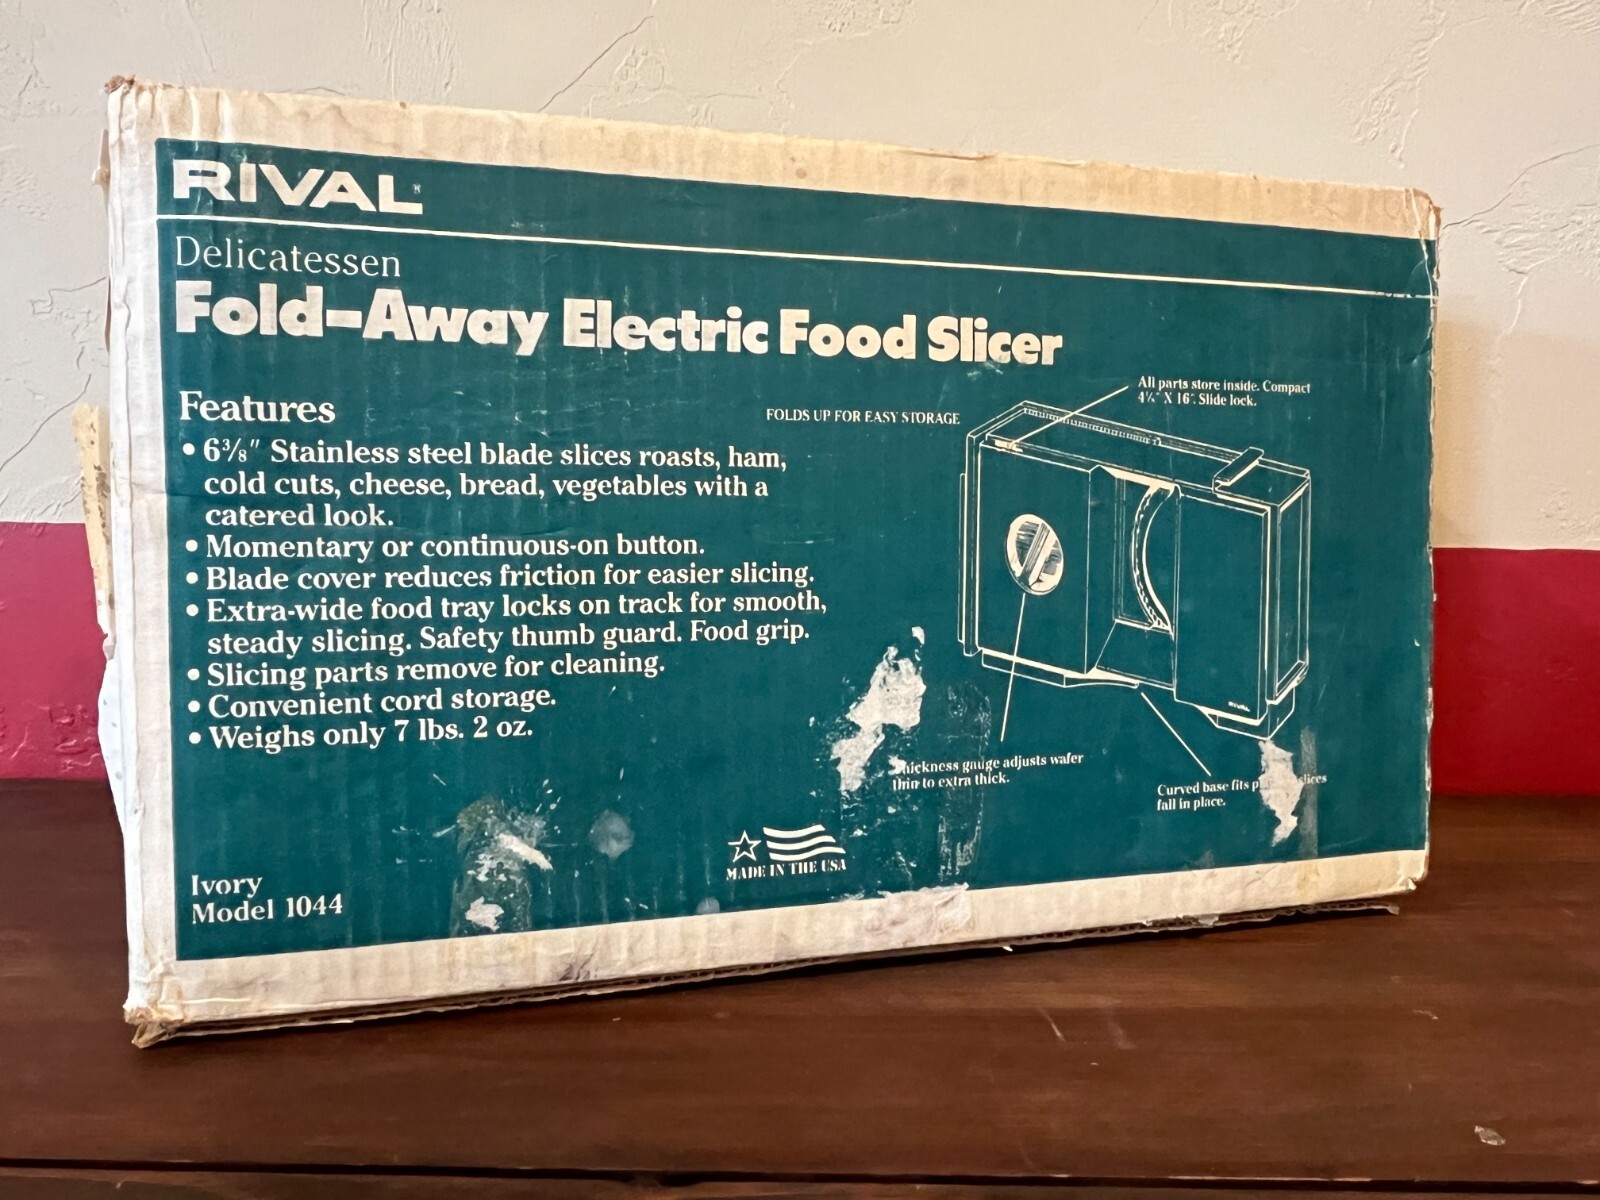 RIVAL®
Delicatessen
Fold-Away Electric Food Slicer
Features
• 6⅜" Stainless steel blade slices roasts, ham,
cold cuts, cheese, bread, vegetables with a
catered look.
• Momentary or continuous-on button.
• Blade cover reduces friction for easier slicing.
• Extra-wide food tray locks on track for smooth,
steady slicing. Safety thumb guard. Food grip.
• Slicing parts remove for cleaning.
• Convenient cord storage.
• Weighs only 7 lbs. 2 oz.
FOLDS UP FOR EASY STORAGE
All parts store inside. Compact
X 16". Slide lock.
RIVAL
gauge adjusts wafer
thin to extra thick.
Curved base fits slices
fall in place.
MADE IN THE USA
Ivory
Model 1044